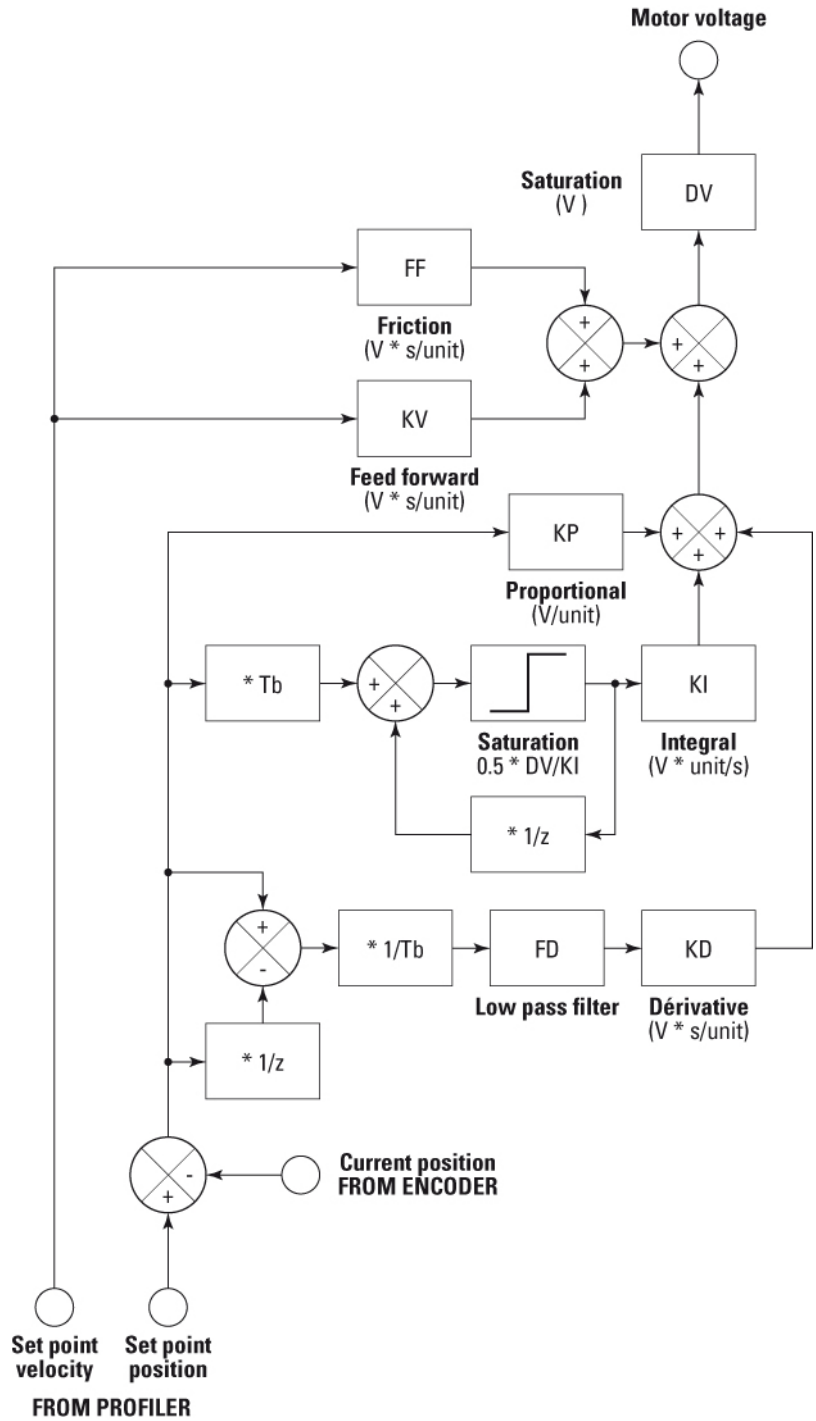 Motor voltage
Saturation
(V )
DV
FF
Friction
(V * s/unit)
+
+
+
+
KV
Feed forward
(V * s/unit)
KP
Proportional
(V/unit)
+
+
+
* Tb
+
+
Saturation
0.5 * DV/KI
KI
Integral
(V * unit/s)
* 1/z
+
-
* 1/Tb
FD
Low pass filter
KD
Dérivative
(V * s/unit)
* 1/z
-
+
Current position
FROM ENCODER
Set point
velocity
Set point
position
FROM PROFILER